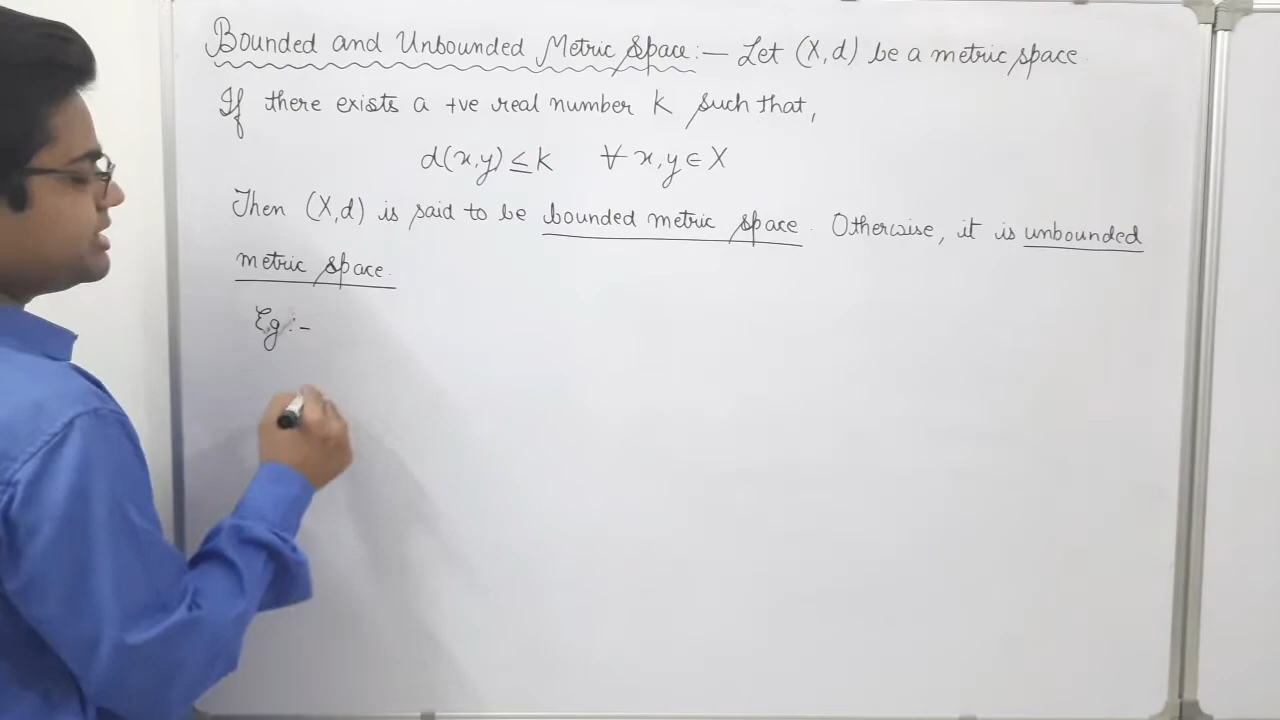 Bounded and Unbounded Metric Space:— Let (X,d) be a metric space.
If there exists a +ve real number k such that,
d(x,y) ≤ k ∀ x,y ∈ X
Then (X,d) is said to be bounded metric space. Otherwise, it is unbounded
metric space.
Eg:-